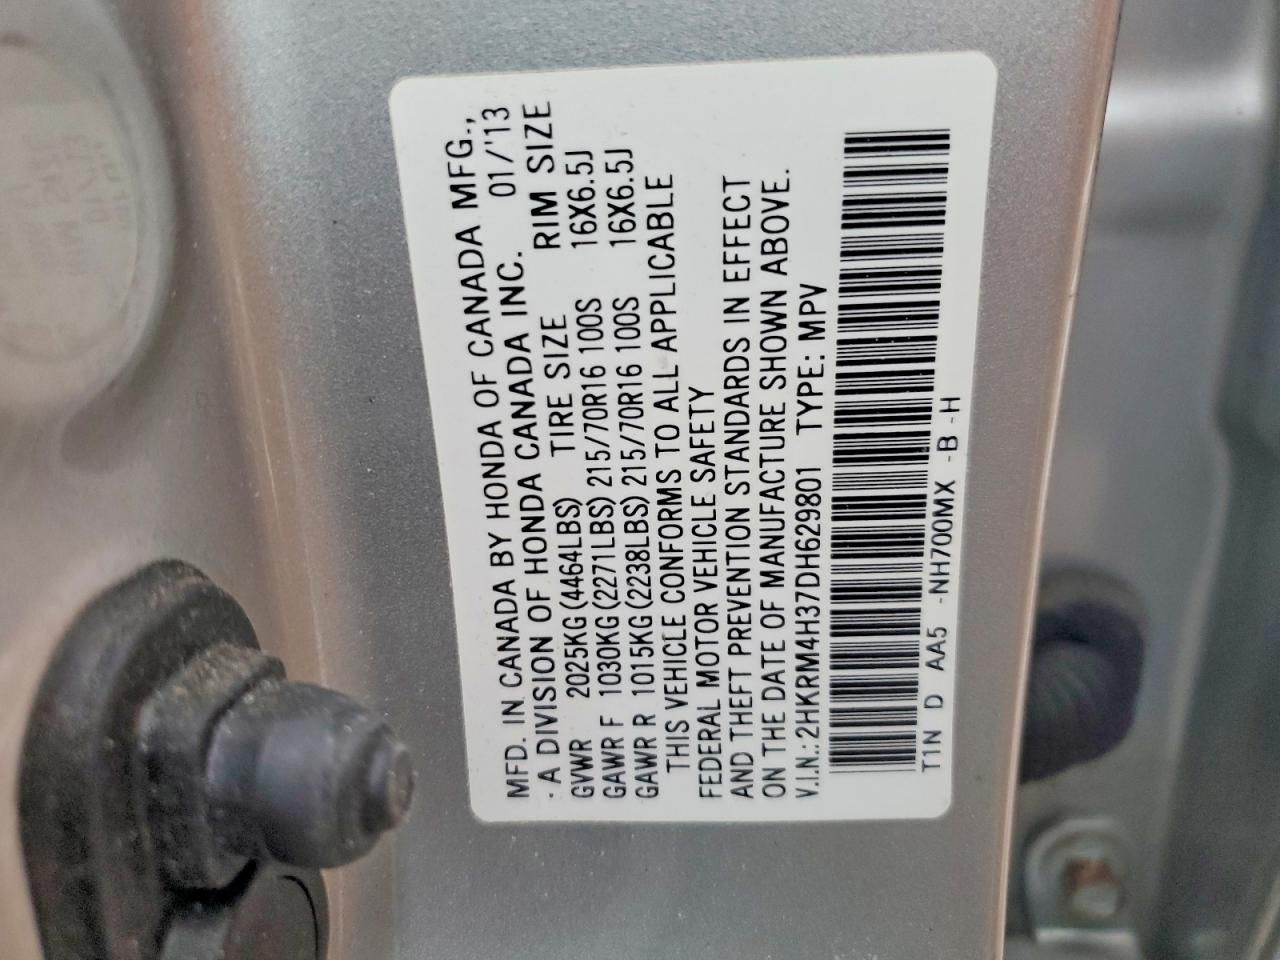 MFD. IN CANADA BY HONDA OF CANADA MFG.,
· A DIVISION OF HONDA CANADA INC. 01/'13
GVWR 2025KG(4464LBS) TIRE SIZE RIM SIZE
GAWR F 1030KG(2271LBS)215/70R16 100S 16X6.5J
GAWR R 1015KG(2238LBS)215/70R16 100S 16X6.5J
THIS VEHICLE CONFORMS TO ALL APPLICABLE
FEDERAL MOTOR VEHICLE SAFETY
AND THEFT PREVENTION STANDARDS IN EFFECT
ON THE DATE OF MANUFACTURE SHOWN ABOVE.
V.I.N.:2HKRM4H37DH629801 TYPE: MPV
T1N D AA5 -NH700MX -B -H